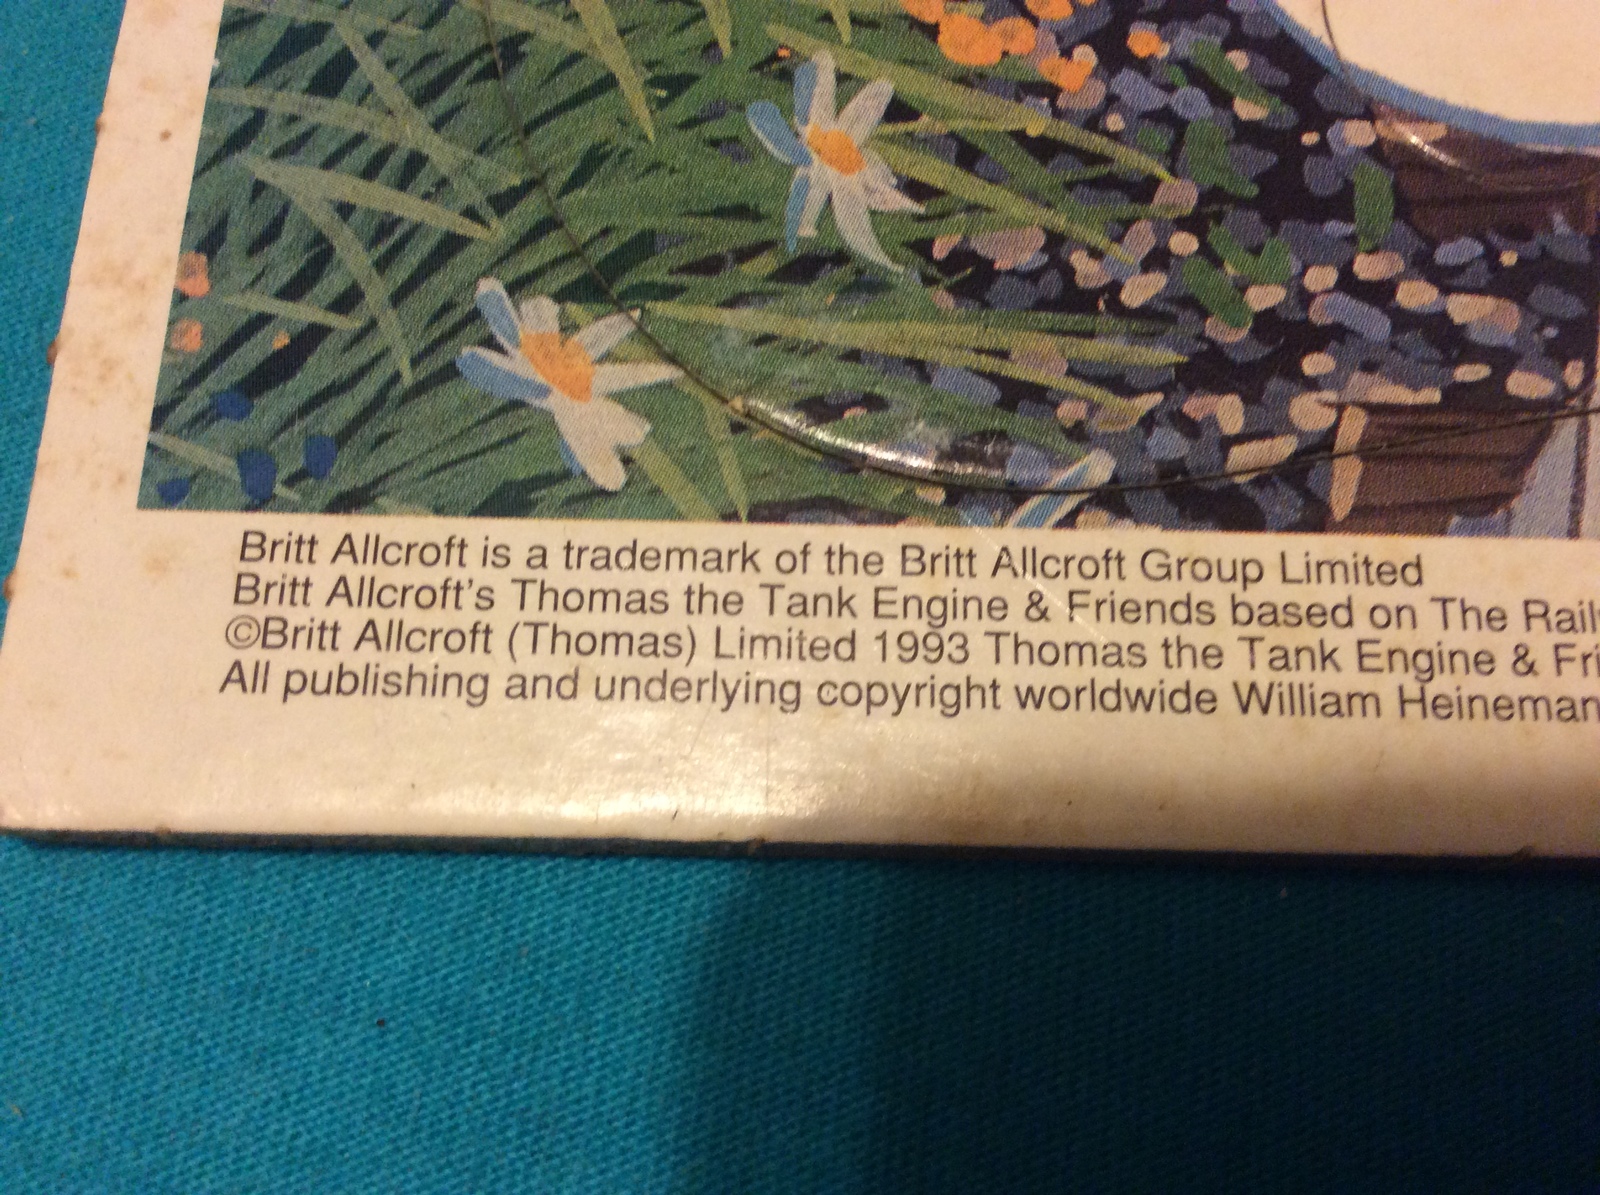 Britt Allcroft is a trademark of the Britt Allcroft Group Limited
Britt Allcroft's Thomas the Tank Engine & Friends based on The Rail
©Britt Allcroft (Thomas) Limited 1993 Thomas the Tank Engine & Fri
All publishing and underlying copyright worldwide William Heineman